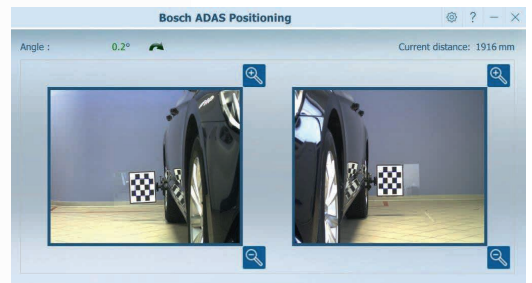 Bosch ADAS Positioning
?
Angle : 0.2° Current distance: 1916 mm